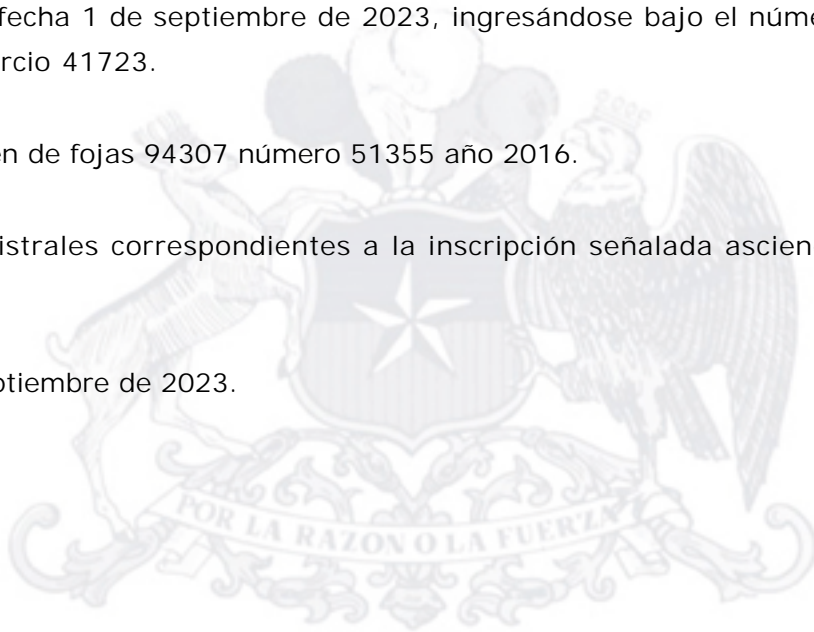 fecha 1 de septiembre de 2023, ingresándose bajo el núme
rcio 41723.
en de fojas 94307 número 51355 año 2016.
istrales correspondientes a la inscripción señalada ascien
ptiembre de 2023.
POR LA RAZON O LA FUERZA